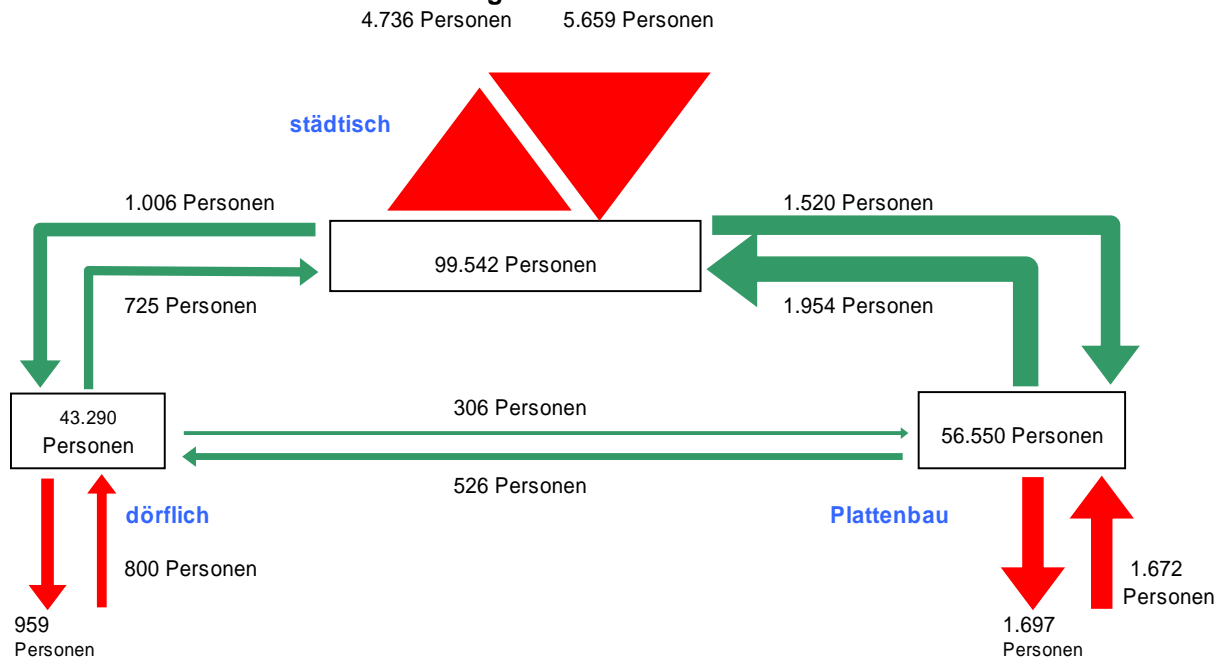 4.736 Personen 5.659 Personen
städtisch
1.006 Personen 1.520 Personen
99.542 Personen
725 Personen 1.954 Personen
43.290
Personen
306 Personen
56.550 Personen
526 Personen
dörflich Plattenbau
800 Personen
1.672
Personen
959
Personen
1.697
Personen